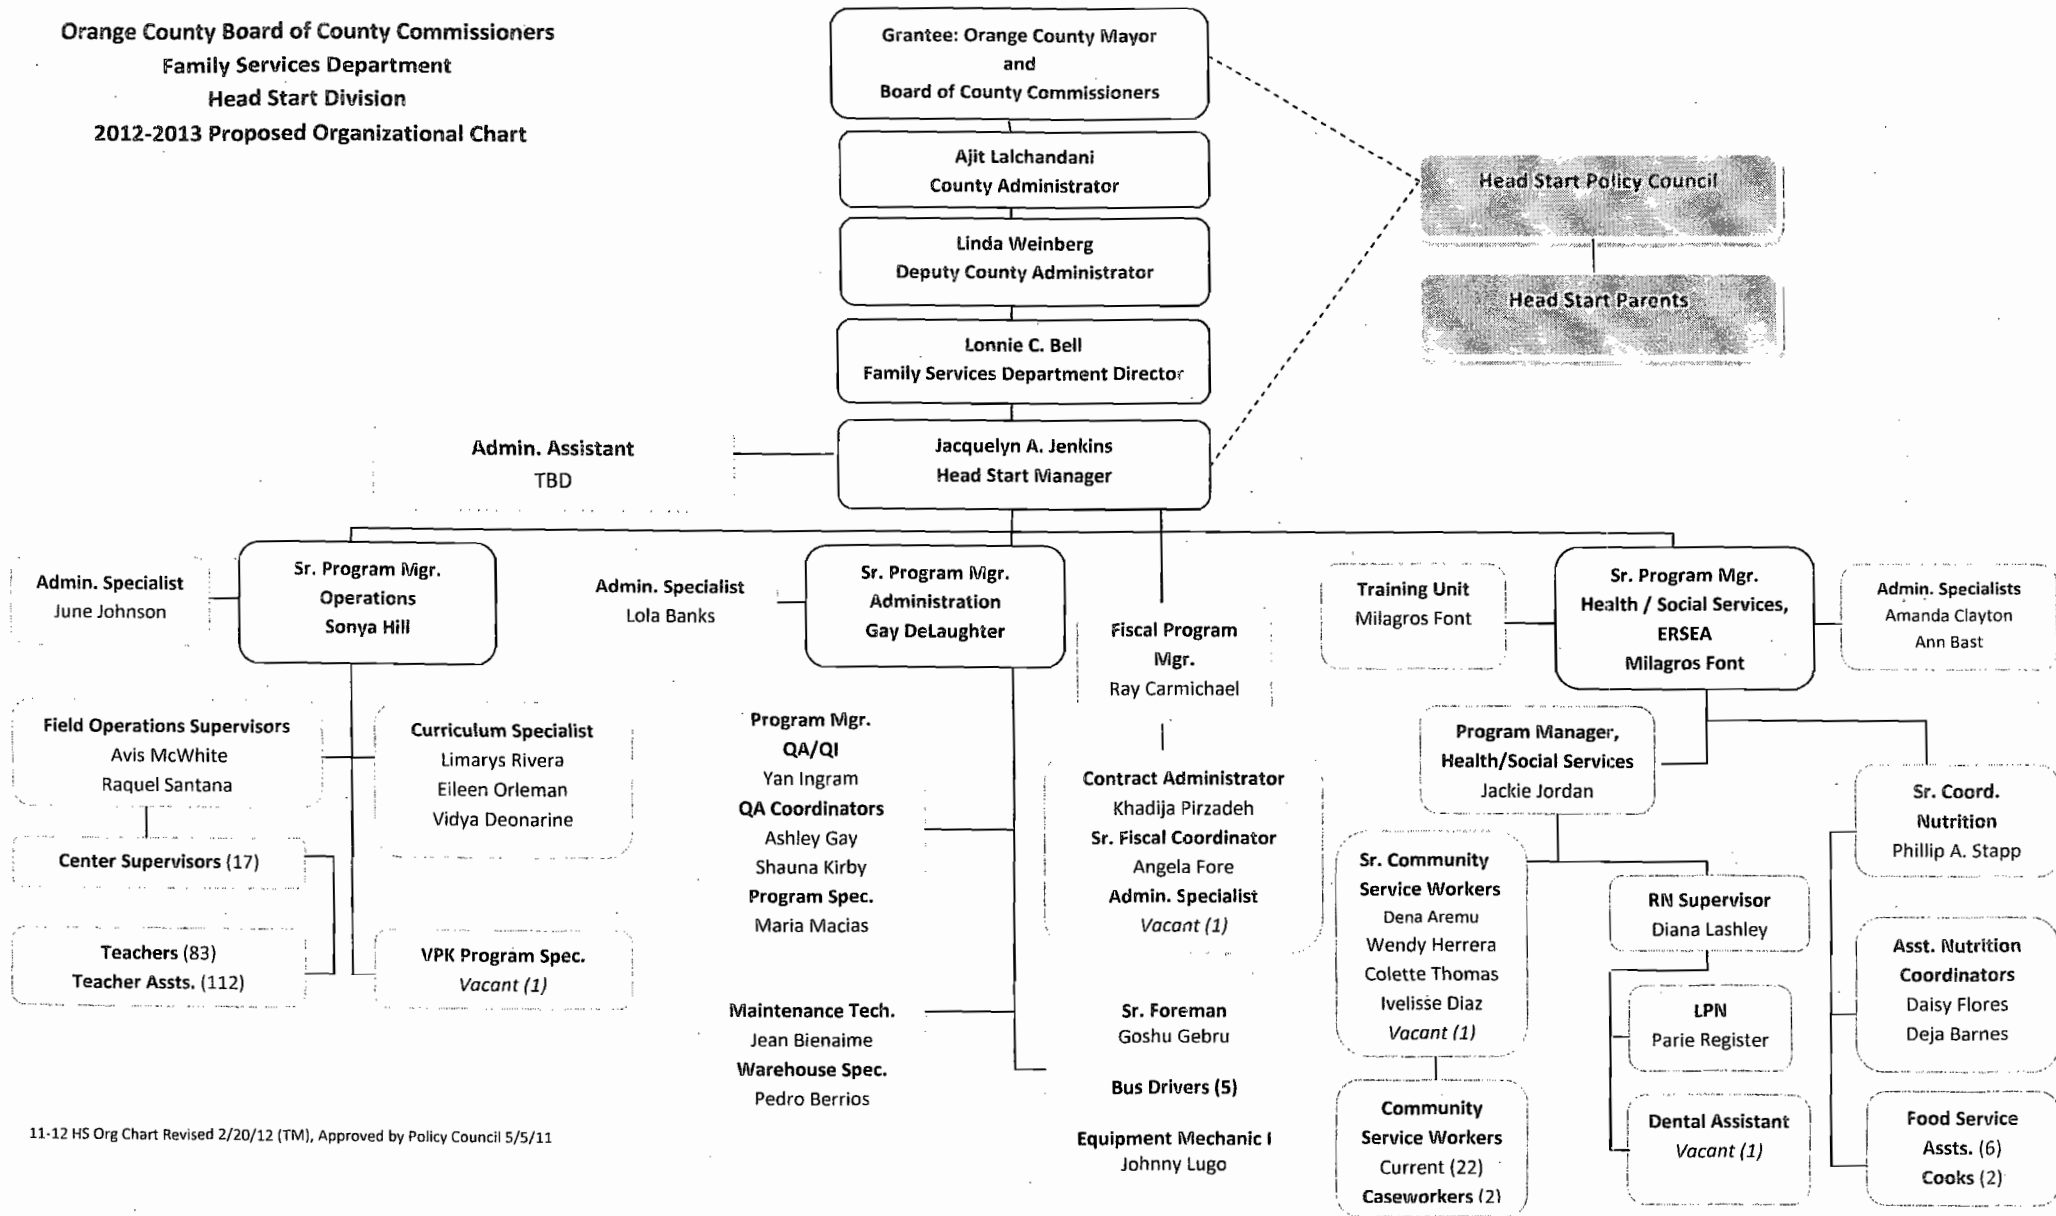 Orange County Board of County Commissioners
Family Services Department
Head Start Division
2012-2013 Proposed Organizational Chart
Grantee: Orange County Mayor
and
Board of County Commissioners
Ajit Lalchandani
County Administrator
Linda Weinberg
Deputy County Administrator
Lonnie C. Bell
Family Services Department Director
Head Start Policy Council
Head Start Parents
Admin. Assistant
TBD
Jacquelyn A. Jenkins
Head Start Manager
Admin. Specialist
June Johnson
Sr. Program Mgr.
Operations
Sonya Hill
Admin. Specialist
Lola Banks
Sr. Program Mgr.
Administration
Gay DeLaughter
Fiscal Program
Mgr.
Ray Carmichael
Training Unit
Milagros Font
Sr. Program Mgr.
Health / Social Services,
ERSEA
Milagros Font
Admin. Specialists
Amanda Clayton
Ann Bast
Field Operations Supervisors
Avis McWhite
Raquel Santana
Curriculum Specialist
Limarys Rivera
Eileen Orleman
Vidya Deonarine
Center Supervisors (17)
Teachers (83)
Teacher Assts. (112)
VPK Program Spec.
Vacant (1)
Program Mgr.
QA/QI
Yan Ingram
QA Coordinators
Ashley Gay
Shauna Kirby
Program Spec.
Maria Macias
Maintenance Tech.
Jean Bienaime
Warehouse Spec.
Pedro Berrios
Contract Administrator
Khadija Pirzadeh
Sr. Fiscal Coordinator
Angela Fore
Admin. Specialist
Vacant (1)
Sr. Foreman
Goshu Gebru
Bus Drivers (5)
Equipment Mechanic I
Johnny Lugo
Program Manager,
Health/Social Services
Jackie Jordan
Sr. Community
Service Workers
Dena Aremu
Wendy Herrera
Colette Thomas
Ivelisse Diaz
Vacant (1)
Community
Service Workers
Current (22)
Caseworkers (2)
RN Supervisor
Diana Lashley
LPN
Parie Register
Dental Assistant
Vacant (1)
Sr. Coord.
Nutrition
Phillip A. Stapp
Asst. Nutrition
Coordinators
Daisy Flores
Deja Barnes
Food Service
Assts. (6)
Cooks (2)
11-12 HS Org Chart Revised 2/20/12 (TM), Approved by Policy Council 5/5/11